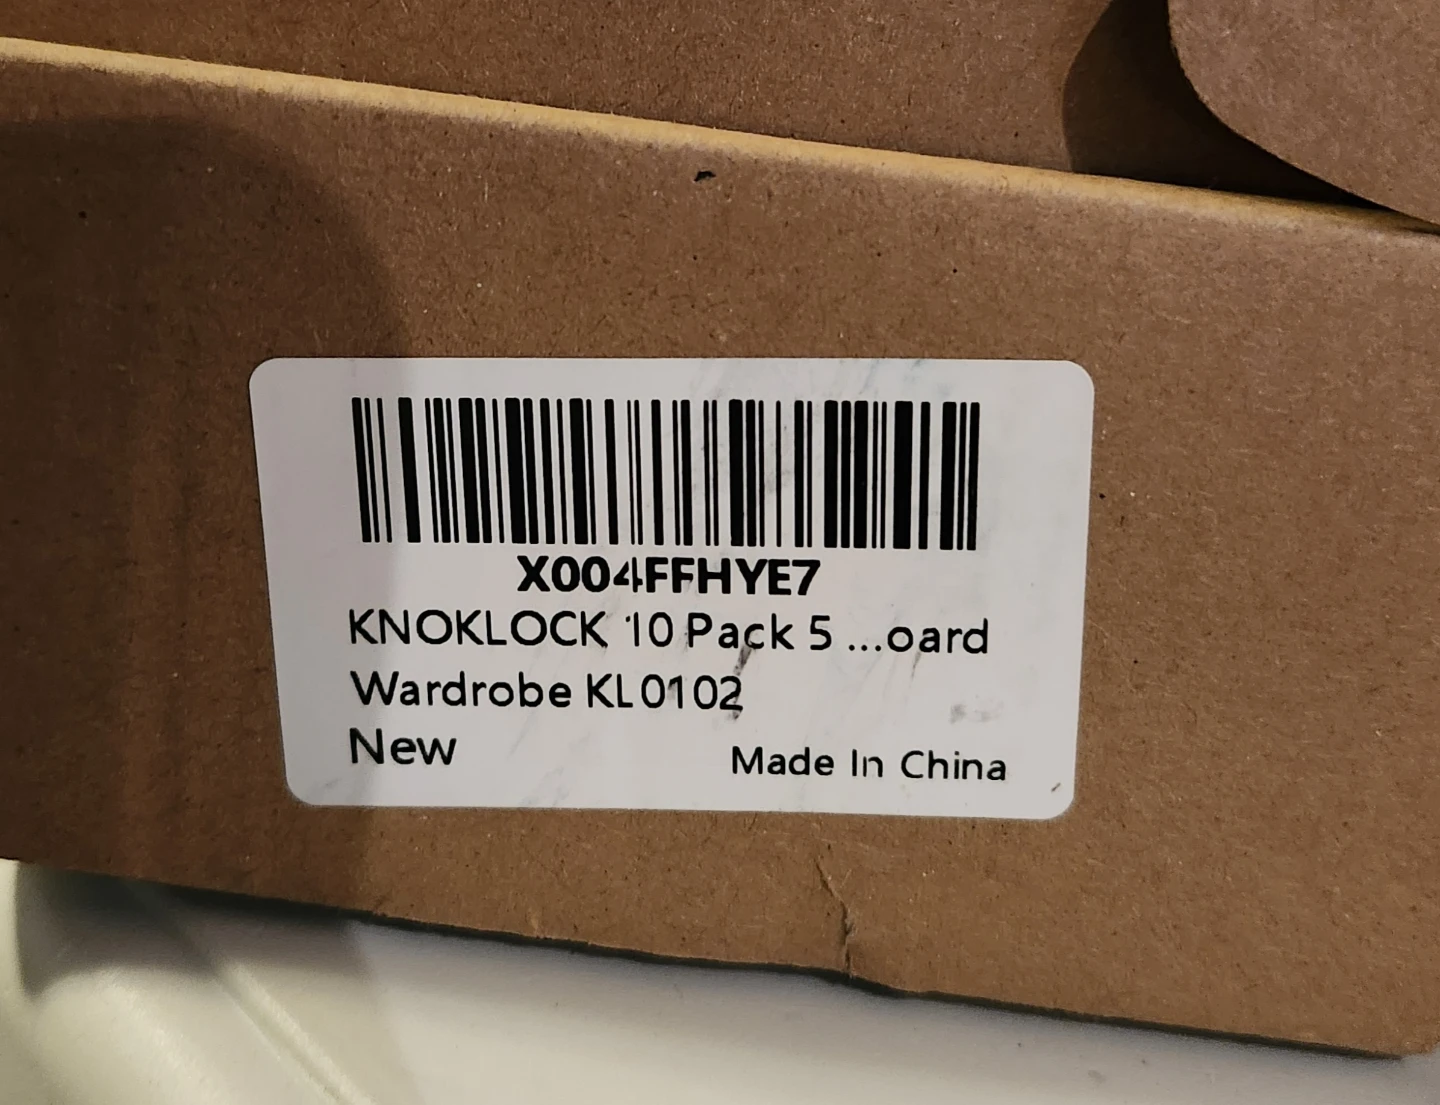 X004FFHYE7
KNOKLOCK 10 Pack 5 ...oard
Wardrobe KL0102
New
Made In China